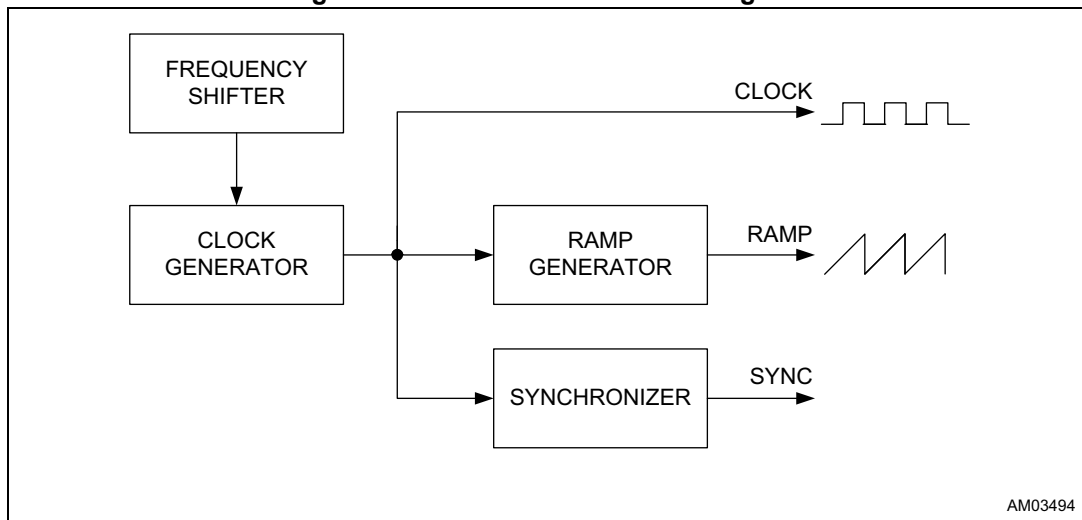 FREQUENCY
SHIFTER
CLOCK
CLOCK
GENERATOR
RAMP
GENERATOR
RAMP
SYNCHRONIZER
SYNC
AM03494